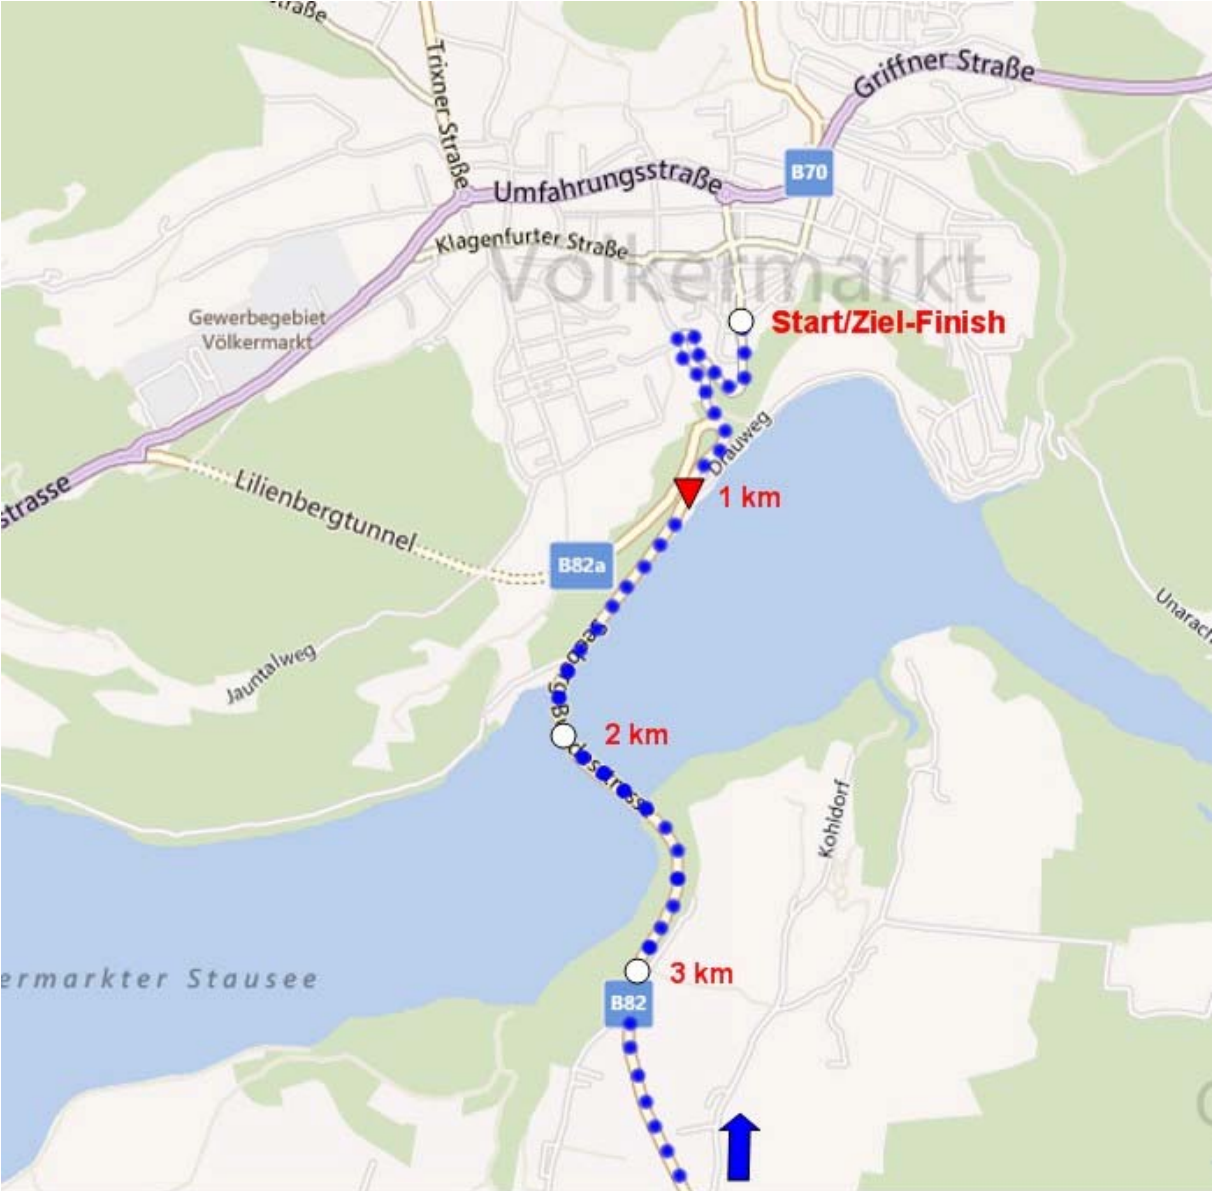 traße
Trixner Straße
Griffner Straße
B70
Umfahrungsstraße
Klagenfurter Straße
Völkermarkt
Gewerbegebiet
Völkermarkt
Start/Ziel-Finish
Drauweg
1 km
strasse
Lilienbergtunnel
B82a
Unarach
Jauntalweg
2 km
Kohldorf
ermarkter Stausee
3 km
B82